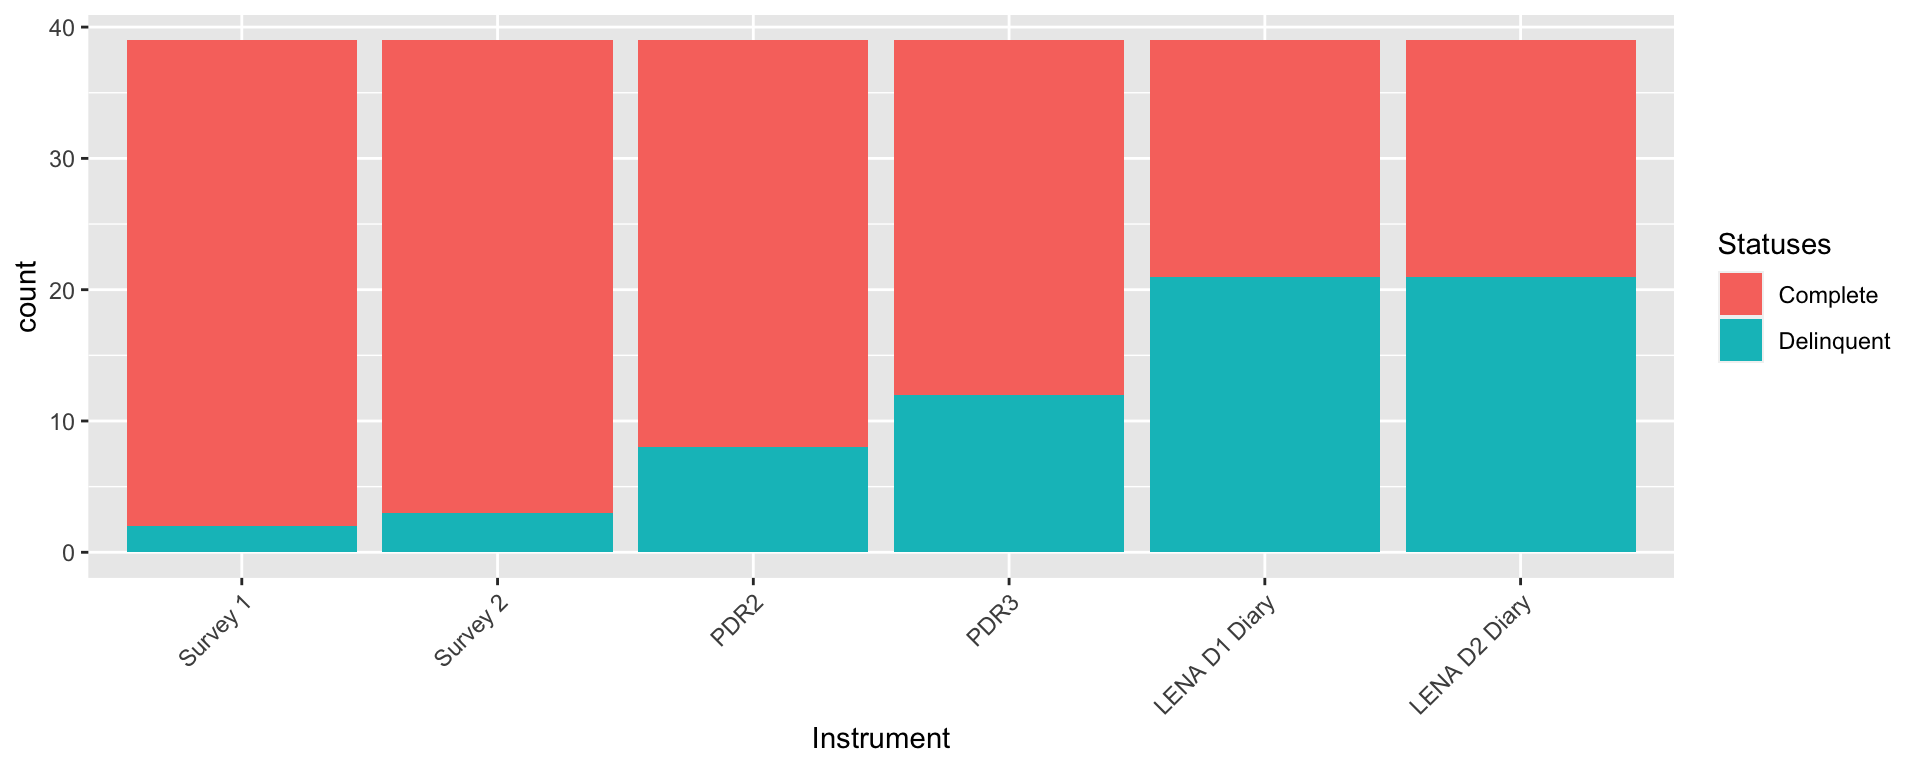 40
30
20
10
0
count
Survey 1
Survey 2
PDR2
PDR3
LENA D1 Diary
LENA D2 Diary
Instrument
Statuses
Complete
Delinquent